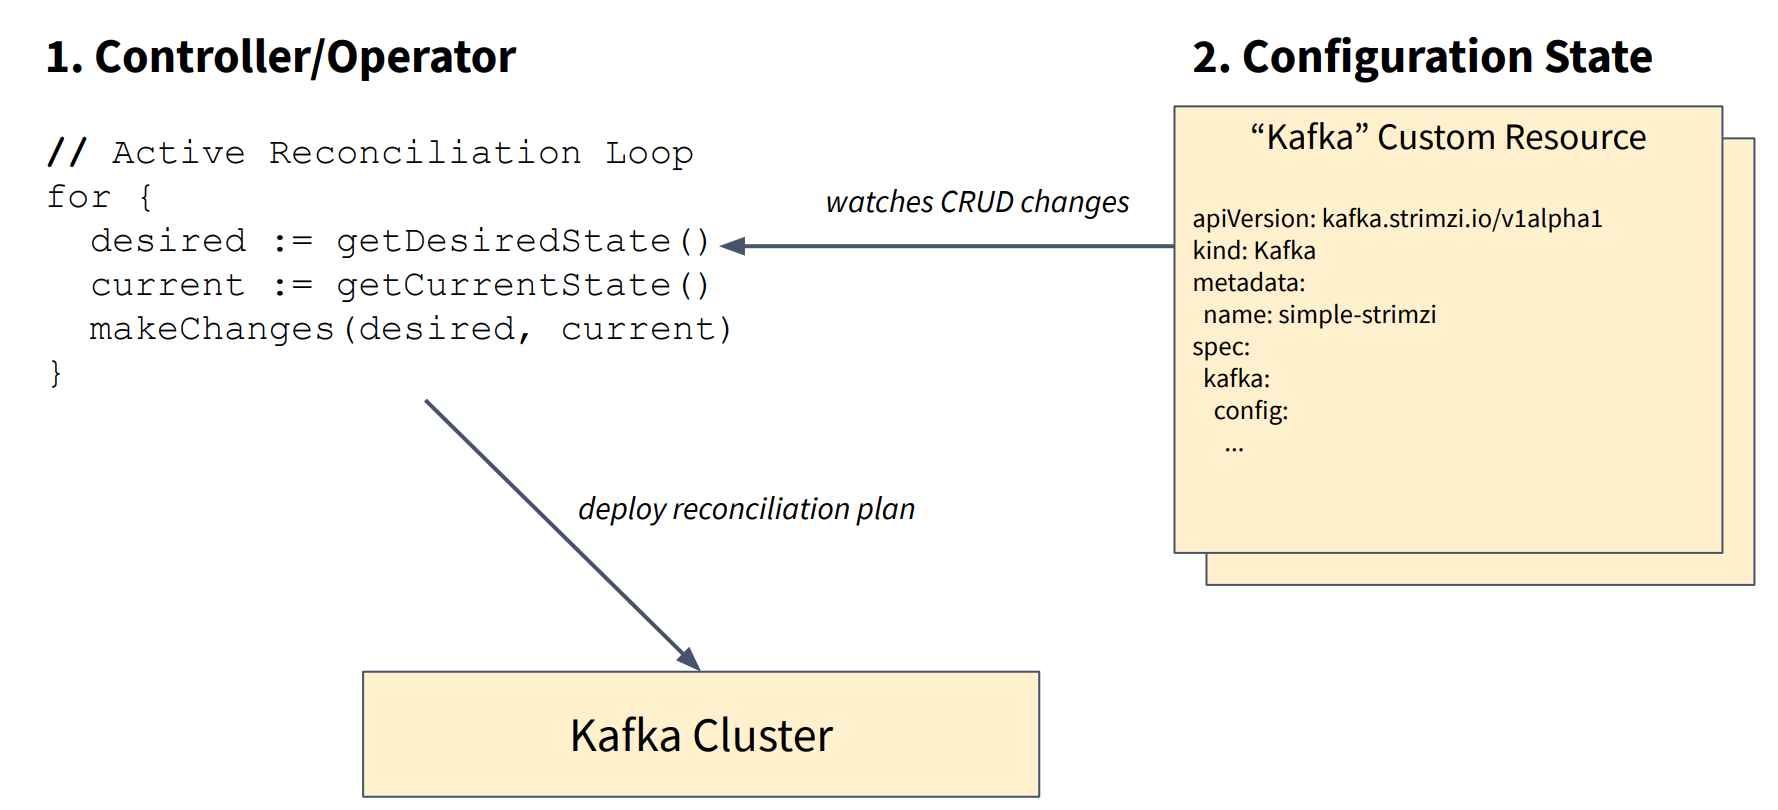 1. Controller/Operator
// Active Reconciliation Loop
for {
  desired := getDesiredState()
  current := getCurrentState()
  makeChanges(desired, current)
}
watches CRUD changes
2. Configuration State
“Kafka” Custom Resource
apiVersion: kafka.strimzi.io/v1alpha1
kind: Kafka
metadata:
  name: simple-strimzi
spec:
  kafka:
    config:
      ...
deploy reconciliation plan
Kafka Cluster